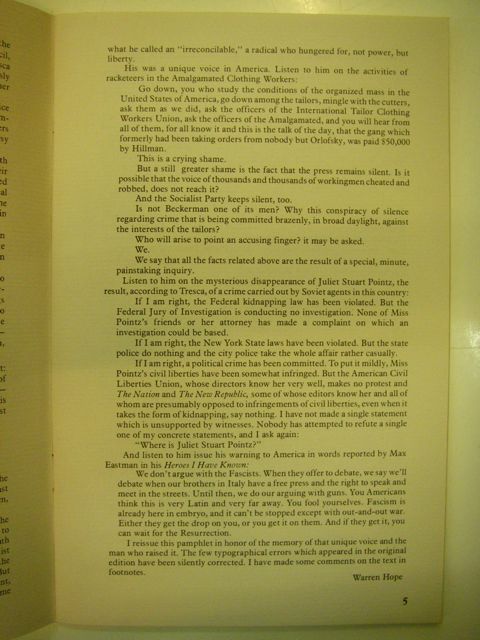 what he called an "irreconcilable," a radical who hungered for, not power, but
liberty.
His was a unique voice in America. Listen to him on the activities of
racketeers in the Amalgamated Clothing Workers:
Go down, you who study the conditions of the organized mass in the
United States of America, go down among the tailors, mingle with the cutters,
ask them as we did, ask the officers of the International Tailor Clothing
Workers Union, ask the officers of the Amalgamated, and you will hear from
all of them, for all know it and this is the talk of the day, that the gang which
formerly had been taking orders from nobody but Orlofsky, was paid $50,000
by Hillman.
This is a crying shame.
But a still greater shame is the fact that the press remains silent. Is it
possible that the voice of thousands and thousands of workingmen cheated and
robbed, does not reach it?
And the Socialist Party keeps silent, too.
Is not Beckerman one of its men? Why this conspiracy of silence
regarding crime that is being committed brazenly, in broad daylight, against
the interests of the tailors?
Who will arise to point an accusing finger? it may be asked.
We.
We say that all the facts related above are the result of a special, minute,
painstaking inquiry.
Listen to him on the mysterious disappearance of Juliet Stuart Pointz, the
result, according to Tresca, of a crime carried out by Soviet agents in this country:
If I am right, the Federal kidnapping law has been violated. But the
Federal Jury of Investigation is conducting no investigation. None of Miss
Pointz's friends or her attorney has made a complaint on which an
investigation could be based.
If I am right, the New York State laws have been violated. But the state
police do nothing and the city police take the whole affair rather casually.
If I am right, a political crime has been committed. To put it mildly, Miss
Pointz's civil liberties have been somewhat infringed. But the American Civil
Liberties Union, whose directors know her very well, makes no protest and
The Nation and The New Republic, some of whose editors know her and all of
whom are presumably opposed to infringements of civil liberties, even when it
takes the form of kidnapping, say nothing. I have not made a single statement
which is unsupported by witnesses. Nobody has attempted to refute a single
one of my concrete statements, and I ask again:
"Where is Juliet Stuart Pointz?"
And listen to him issue his warning to America in words reported by Max
Eastman in his Heroes I Have Known:
We don't argue with the Fascists. When they offer to debate, we say we'll
debate when our brothers in Italy have a free press and the right to speak and
meet in the streets. Until then, we do our arguing with guns. You Americans
think this is very Latin and very far away. You fool yourselves. Fascism is
already here in embryo, and it can't be stopped except with out-and-out war.
Either they get the drop on you, or you get it on them. And if they get it, you
can wait for the Resurrection.
I reissue this pamphlet in honor of the memory of that unique voice and the
man who raised it. The few typographical errors which appeared in the original
edition have been silently corrected. I have made some comments on the text in
footnotes.
Warren Hope
5